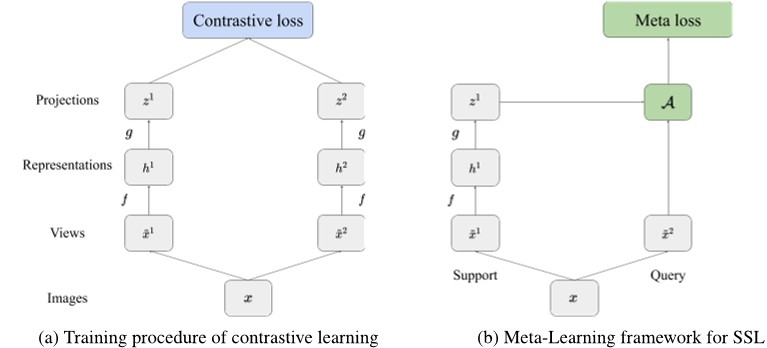 Contrastive loss
Meta loss
Projections z¹ z² z¹ 𝒜
g g g
Representations h¹ h² h¹
f f f
Views x̃¹ x̃² x̃¹ x̃²
Support Query
Images x x
(a) Training procedure of contrastive learning
(b) Meta-Learning framework for SSL